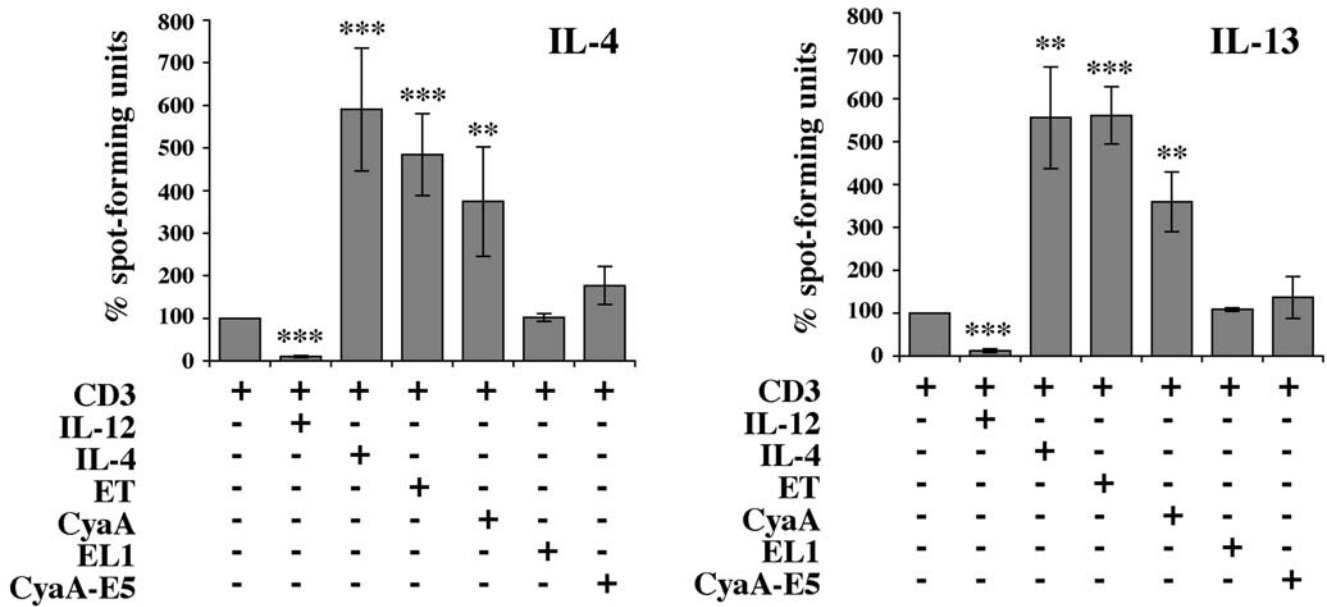 IL-4
% spot-forming units
800
700
600
500
400
300
200
100
0
***
***
***
**
CD3 + + + + + + +
IL-12 - + - - - - -
IL-4 - - + - - - -
ET - - - + - - -
CyaA - - - - + - -
EL1 - - - - - + -
CyaA-E5 - - - - - - +
IL-13
% spot-forming units
800
700
600
500
400
300
200
100
0
***
**
***
**
CD3 + + + + + + +
IL-12 - + - - - - -
IL-4 - - + - - - -
ET - - - + - - -
CyaA - - - - + - -
EL1 - - - - - + -
CyaA-E5 - - - - - - +